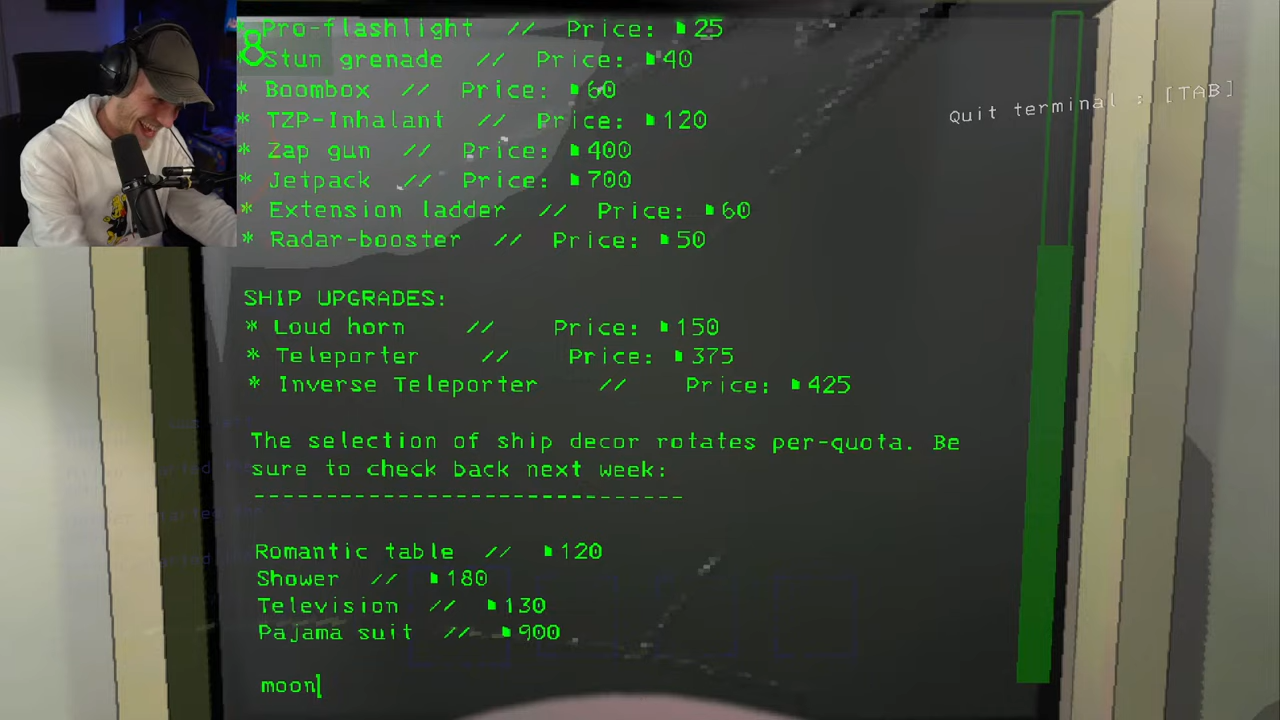 * Pro-flashlight // Price: ■25
8
* Stun grenade // Price: ■40
* Boombox // Price: ■60
* TZP-Inhalant // Price: ■120
* Zap gun // Price: ■400
* Jetpack // Price: ■700
* Extension ladder // Price: ■60
* Radar-booster // Price: ■50
Quit terminal : [TAB]
SHIP UPGRADES:
* Loud horn // Price: ■150
* Teleporter // Price: ■375
* Inverse Teleporter // Price: ■425
The selection of ship decor rotates per-quota. Be
sure to check back next week:
------------------------------
Romantic table // ■120
Shower // ■180
Television // ■130
Pajama suit // ■900
moon